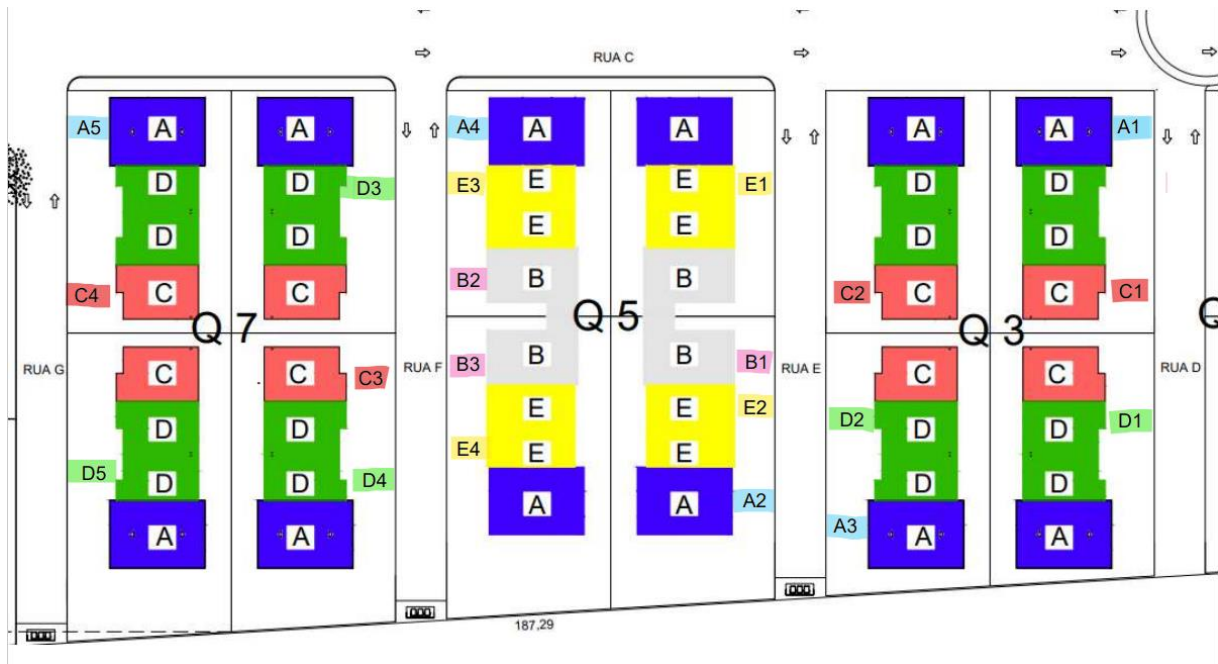 RUA C
A5 A A A4 A A A A A1
D D D3 E3 E E E1 D D
D D E E D D
C4 C C B2 B B C2 C C C1
Q 7 Q 5 Q 3 Q
RUA G RUA F RUA E RUA D
C C C3 B3 B B B1 C C
D D E E E2 D2 D D D1
D5 D D D4 E4 E E D D
A A A A A2 A3 A A
187,29